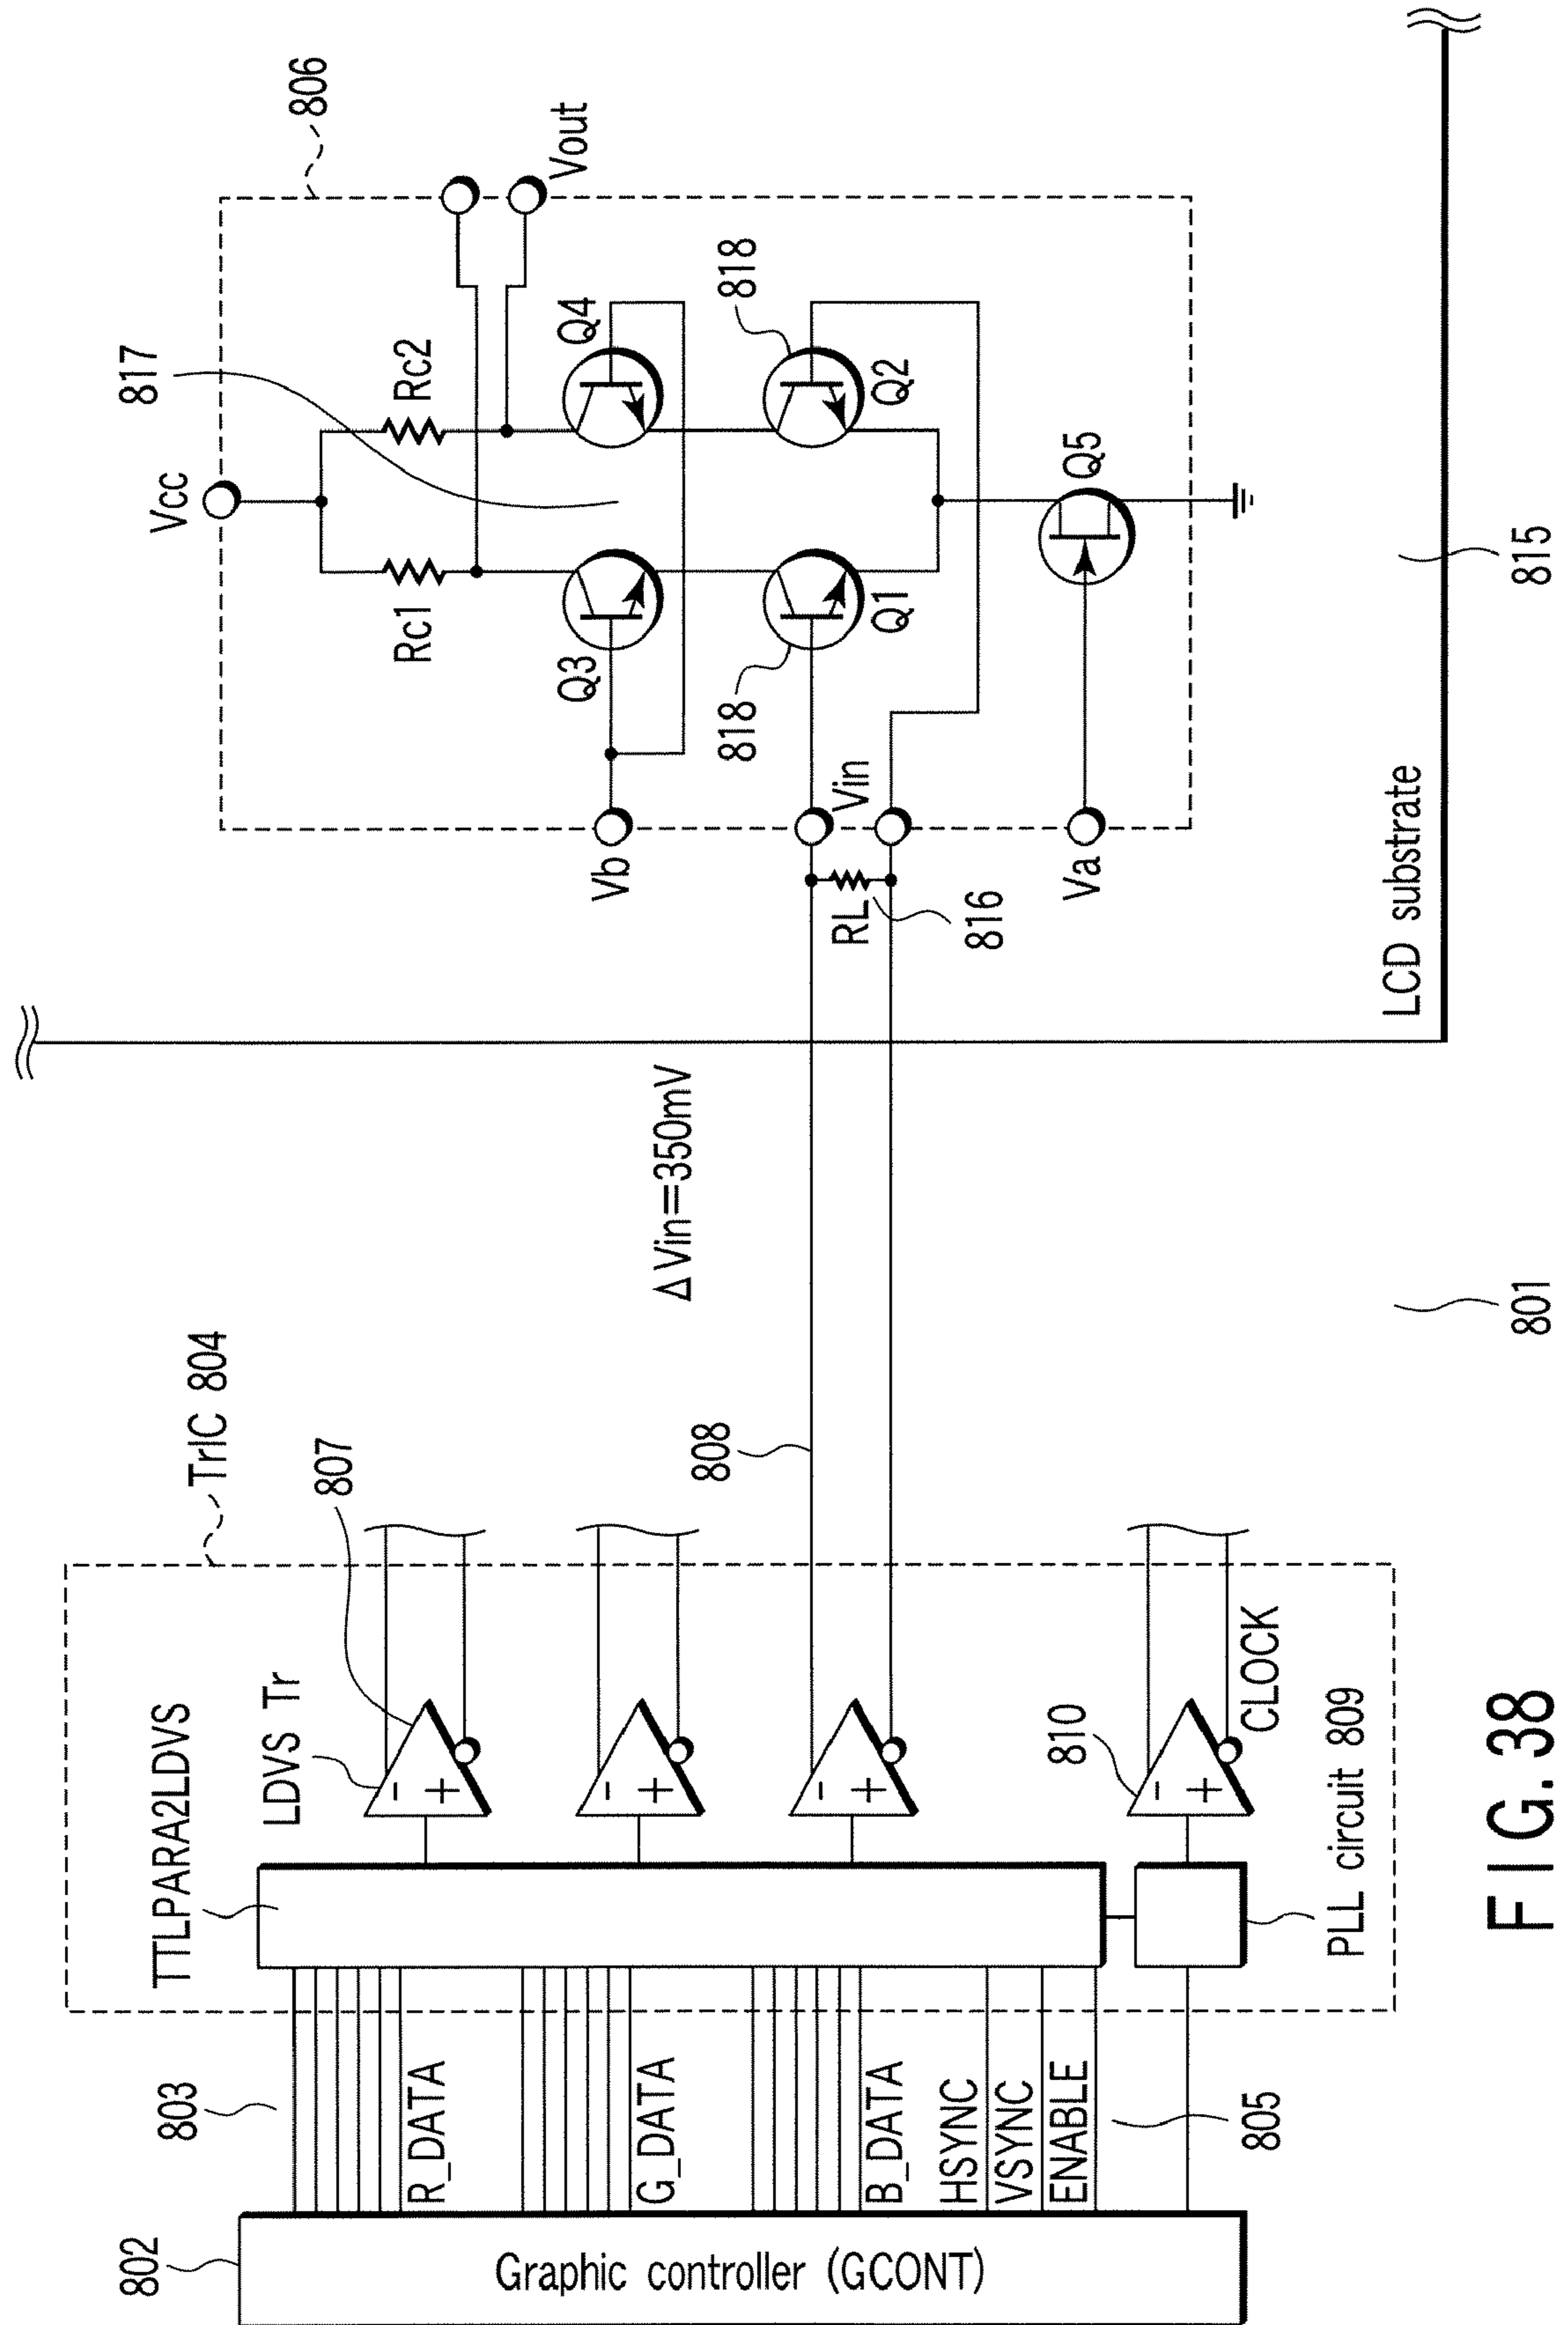 802
Graphic controller (GCONT)
803
R_DATA
G_DATA
B_DATA
HSYNC
VSYNC
ENABLE
805
TTLPARA2LDVS
LDVS Tr
807
TrIC 804
-
+
-
+
-
+
810
-
+
CLOCK
PLL circuit 809
808
ΔVin=350mV
801
LCD substrate
815
806
Vcc
817
Rc1
Rc2
Vout
Q3
Q4
Vb
818
818
Q1
Q2
Vin
RL
816
Va
Q5
FIG. 38